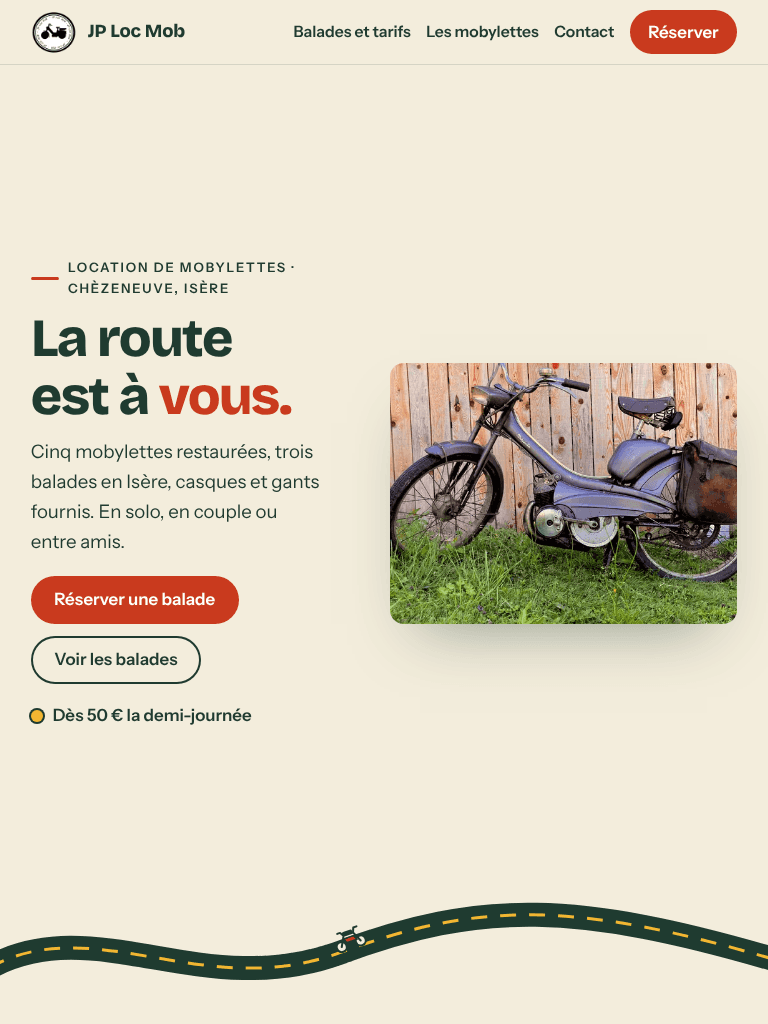 JP Loc Mob
Balades et tarifs
Les mobylettes
Contact
Réserver
LOCATION DE MOBYLETTES ·
CHÈZENEUVE, ISÈRE
La route
est à vous.
Cinq mobylettes restaurées, trois
balades en Isère, casques et gants
fournis. En solo, en couple ou
entre amis.
Réserver une balade
Voir les balades
Dès 50 € la demi-journée